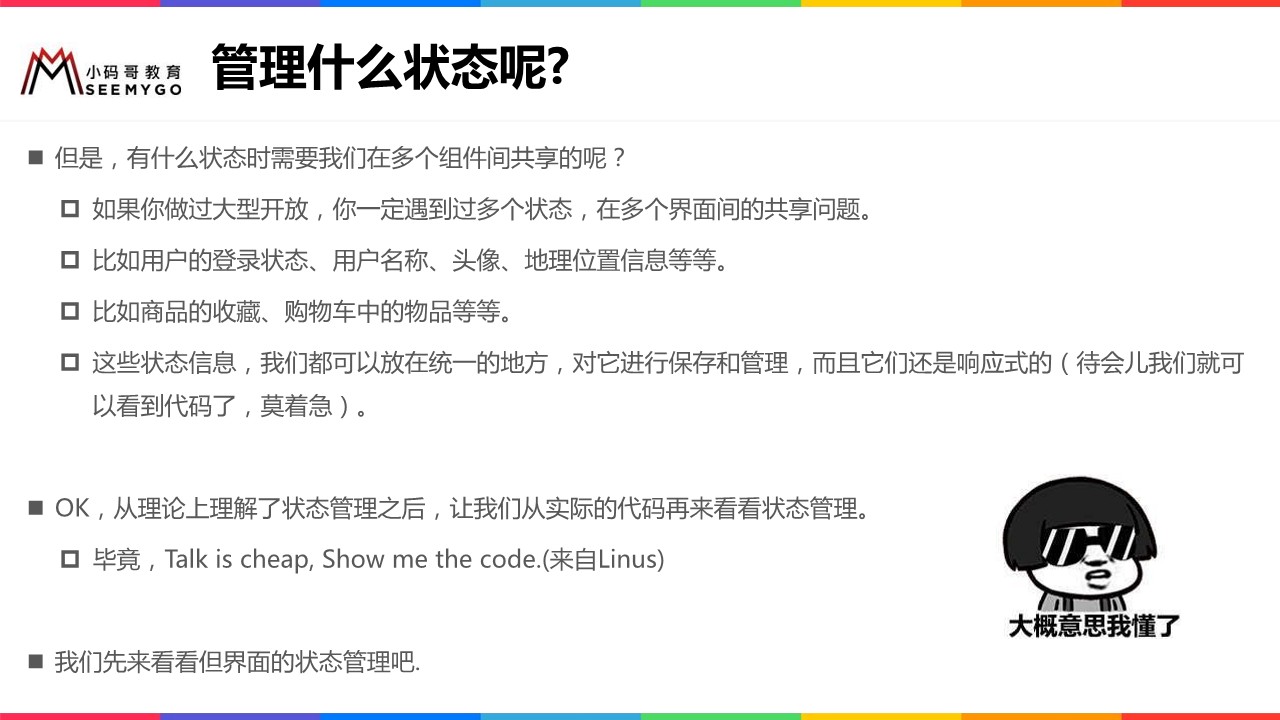 小码哥教育
SEEMYGO
管理什么状态呢?
但是，有什么状态时需要我们在多个组件间共享的呢？
如果你做过大型开放，你一定遇到过多个状态，在多个界面间的共享问题。
比如用户的登录状态、用户名称、头像、地理位置信息等等。
比如商品的收藏、购物车中的物品等等。
这些状态信息，我们都可以放在统一的地方，对它进行保存和管理，而且它们还是响应式的（待会儿我们就可
以看到代码了，莫着急）。
OK，从理论上理解了状态管理之后，让我们从实际的代码再来看看状态管理。
毕竟，Talk is cheap, Show me the code.(来自Linus)
大概意思我懂了
我们先来看看但界面的状态管理吧.